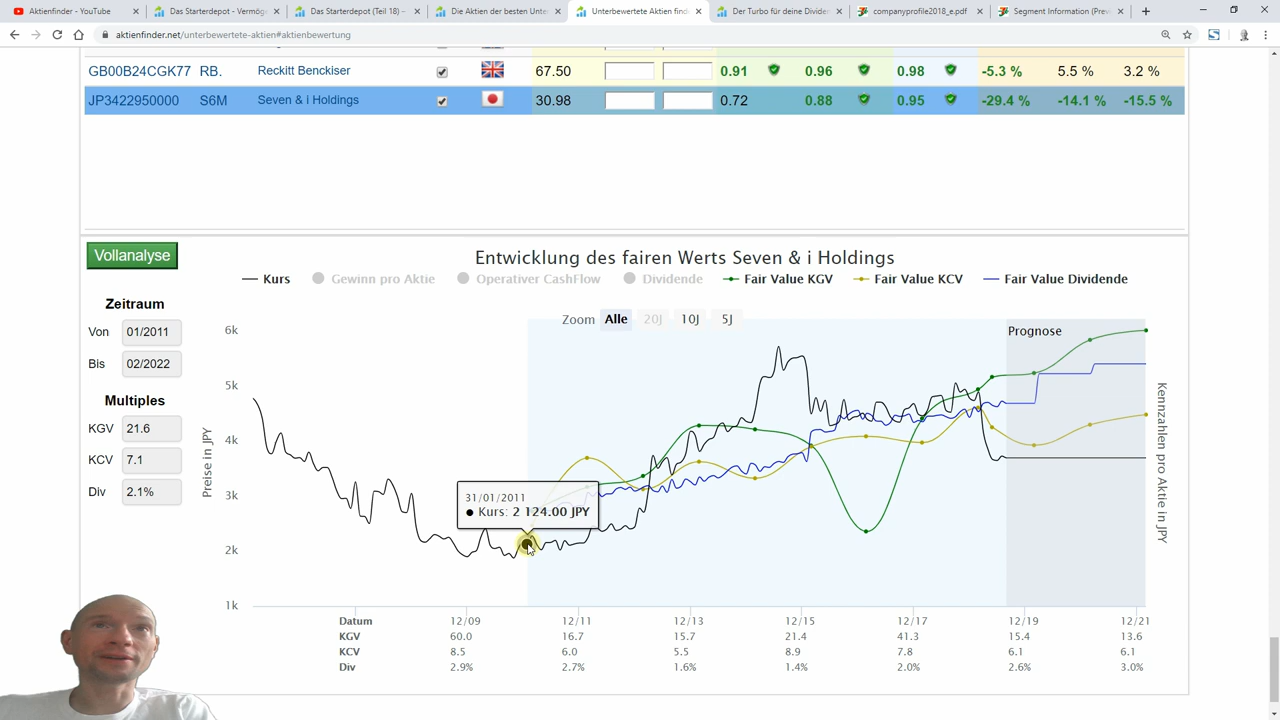 Aktienfinder - YouTube
Das Starterdepot - Vermög
Das Starterdepot (Teil 18) -
Die Aktien der besten Unter
Unterbewertete Aktien find
Der Turbo für deine Divider
companyprofile2018_e.pdf
Segment Information (Prev
aktienfinder.net/unterbewertete-aktien#aktienbewertung
GB00B24CGK77 RB. Reckitt Benckiser 67.50 0.91 0.96 0.98 -5.3 % 5.5 % 3.2 %
JP3422950000 S6M Seven & i Holdings 30.98 0.72 0.88 0.95 -29.4 % -14.1 % -15.5 %
Vollanalyse
Entwicklung des fairen Werts Seven & i Holdings
Kurs Gewinn pro Aktie Operativer CashFlow Dividende Fair Value KGV Fair Value KCV Fair Value Dividende
Zeitraum
Von 01/2011
Bis 02/2022
Multiples
KGV 21.6
KCV 7.1
Div 2.1%
Zoom Alle 20J 10J 5J
Prognose
6k
5k
4k
3k
2k
1k
Preise in JPY
Kennzahlen pro Aktie in JPY
31/01/2011
Kurs: 2 124.00 JPY
Datum 12/09 12/11 12/13 12/15 12/17 12/19 12/21
KGV 60.0 16.7 15.7 21.4 41.3 15.4 13.6
KCV 8.5 6.0 5.5 8.9 7.8 6.1 6.1
Div 2.9% 2.7% 1.6% 1.4% 2.0% 2.6% 3.0%